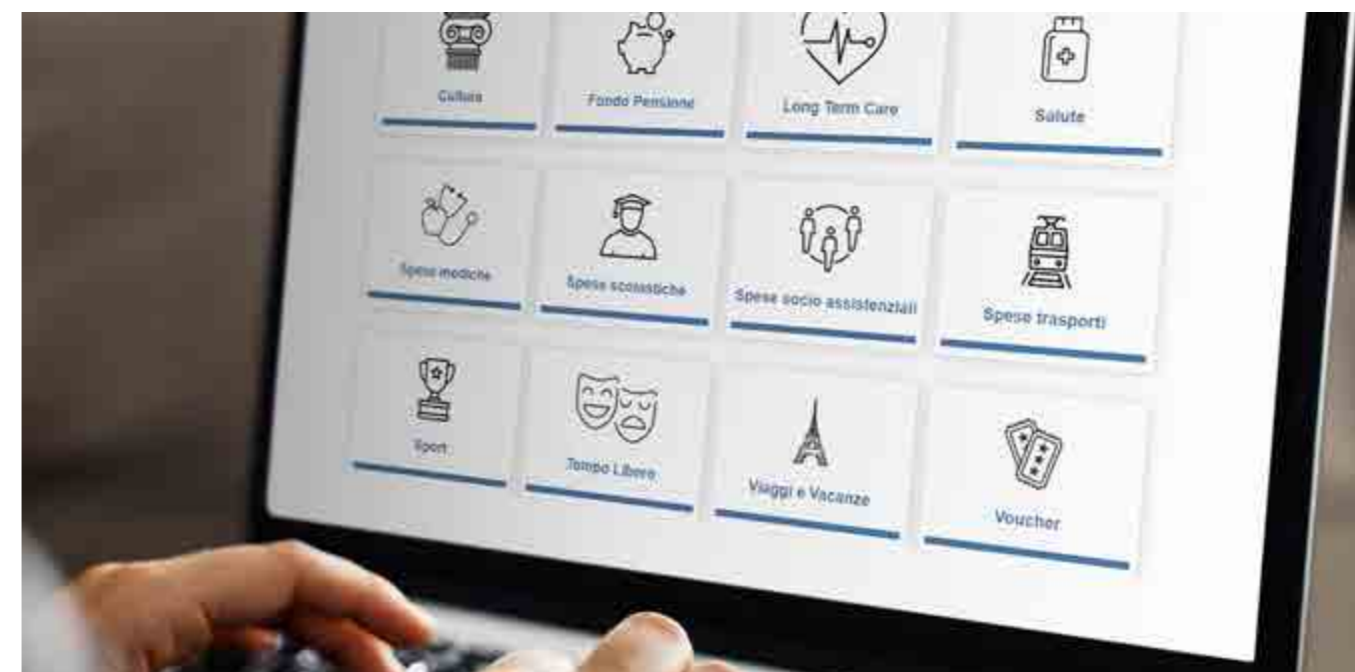 Cultura
Fondo Pensione
Long Term Care
Salute
Spese mediche
Spese scolastiche
Spese socio assistenziali
Spese trasporti
Sport
Tempo Libero
Viaggi e Vacanze
Voucher